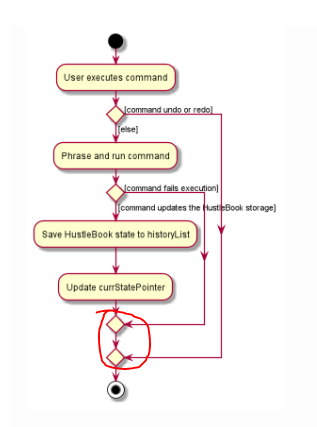 User executes command
[command undo or redo]
[else]
Phrase and run command
[command fails execution]
[command updates the HustleBook storage]
Save HustleBook state to historyList
Update currStatePointer